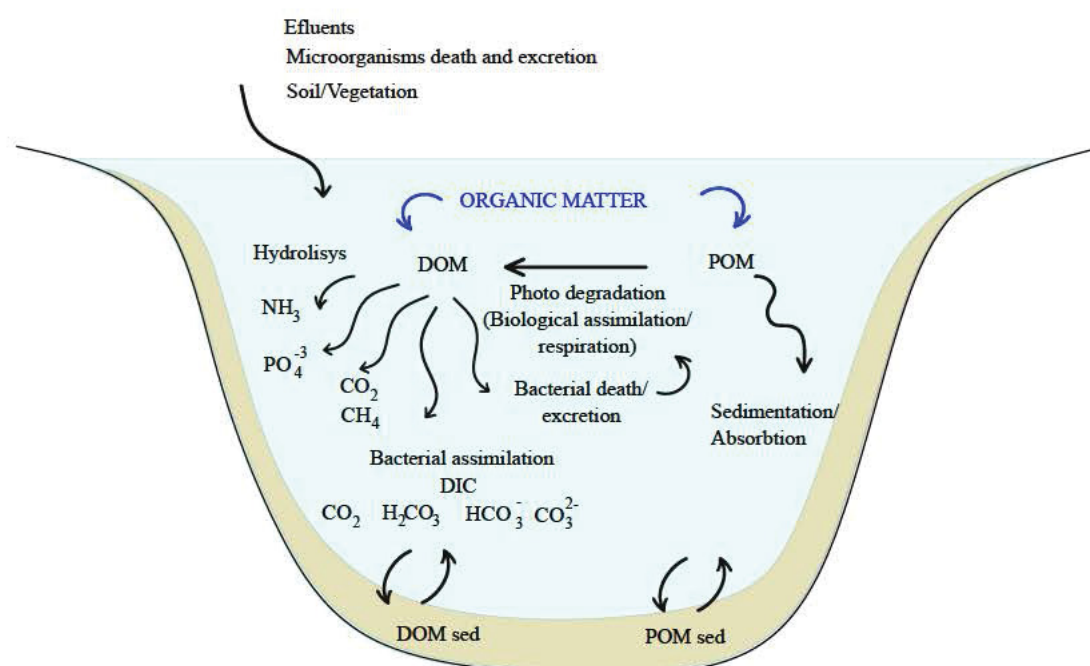 Efluents
Microorganisms death and excretion
Soil/Vegetation
ORGANIC MATTER
Hydrolisys
DOM
POM
NH3
Photo degradation
(Biological assimilation/
respiration)
PO4-3
CO2
CH4
Bacterial death/
excretion
Sedimentation/
Absorbtion
Bacterial assimilation
DIC
CO2 H2CO3 HCO3- CO32-
DOM sed
POM sed